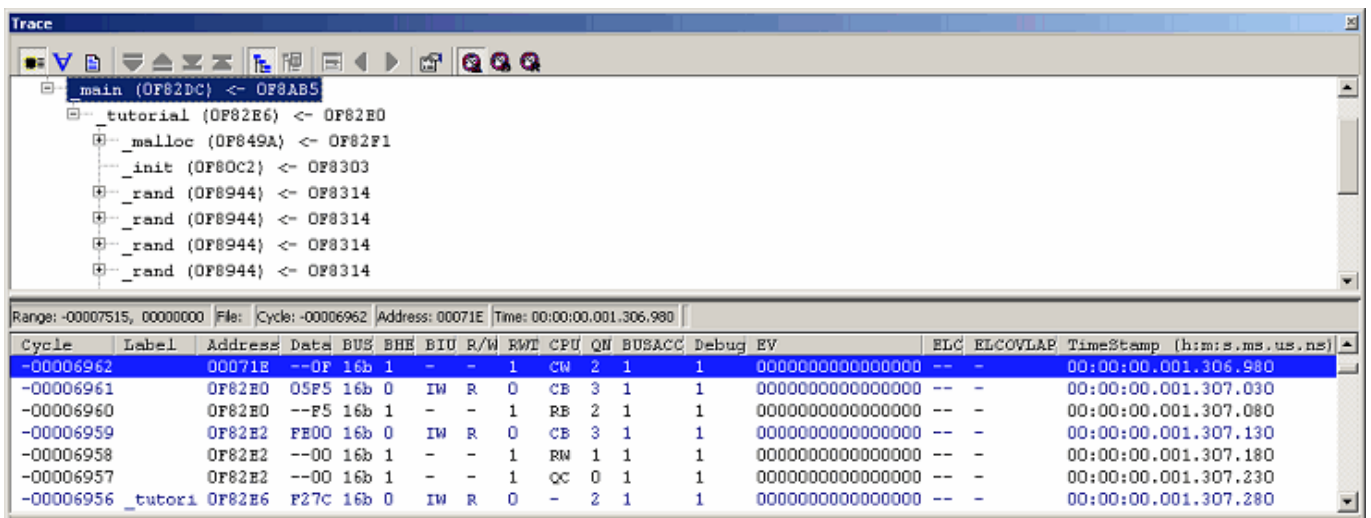 Trace
_main (0F82DC) <- 0F8AB5
_tutorial (0F82E6) <- 0F82E0
_malloc (0F849A) <- 0F82F1
_init (0F80C2) <- 0F8303
_rand (0F8944) <- 0F8314
_rand (0F8944) <- 0F8314
_rand (0F8944) <- 0F8314
_rand (0F8944) <- 0F8314
Range: -00007515, 00000000 File: Cycle: -00006962 Address: 00071E Time: 00:00:00.001.306.980
Cycle Label Address Data BUS BHE BIU R/W RWT CPU QN BUSACC Debug EV ELC ELCOVLAP TimeStamp (h:m:s.ms.us.ns)
-00006962 00071E --0F 16b 1 - - 1 CW 2 1 1 0000000000000000 -- - 00:00:00.001.306.980
-00006961 0F82E0 05F5 16b 0 IW R 0 CB 3 1 1 0000000000000000 -- - 00:00:00.001.307.030
-00006960 0F82E0 --F5 16b 1 - - 1 RB 2 1 1 0000000000000000 -- - 00:00:00.001.307.080
-00006959 0F82E2 FE00 16b 0 IW R 0 CB 3 1 1 0000000000000000 -- - 00:00:00.001.307.130
-00006958 0F82E2 --00 16b 1 - - 1 RW 1 1 1 0000000000000000 -- - 00:00:00.001.307.180
-00006957 0F82E2 --00 16b 1 - - 1 QC 0 1 1 0000000000000000 -- - 00:00:00.001.307.230
-00006956 _tutori 0F82E6 F27C 16b 0 IW R 0 - 2 1 1 0000000000000000 -- - 00:00:00.001.307.280